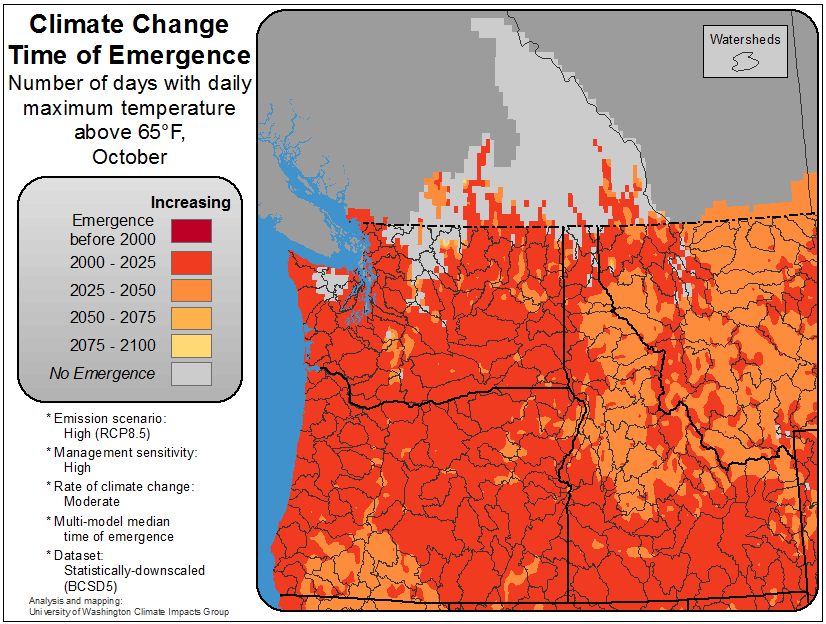 Climate Change
Time of Emergence
Number of days with daily
maximum temperature
above 65°F,
October
Increasing
Emergence
before 2000
2000 - 2025
2025 - 2050
2050 - 2075
2075 - 2100
No Emergence
* Emission scenario:
High (RCP8.5)
* Management sensitivity:
High
* Rate of climate change:
Moderate
* Multi-model median
time of emergence
* Dataset:
Statistically-downscaled
(BCSD5)
Analysis and mapping:
University of Washington Climate Impacts Group
Watersheds